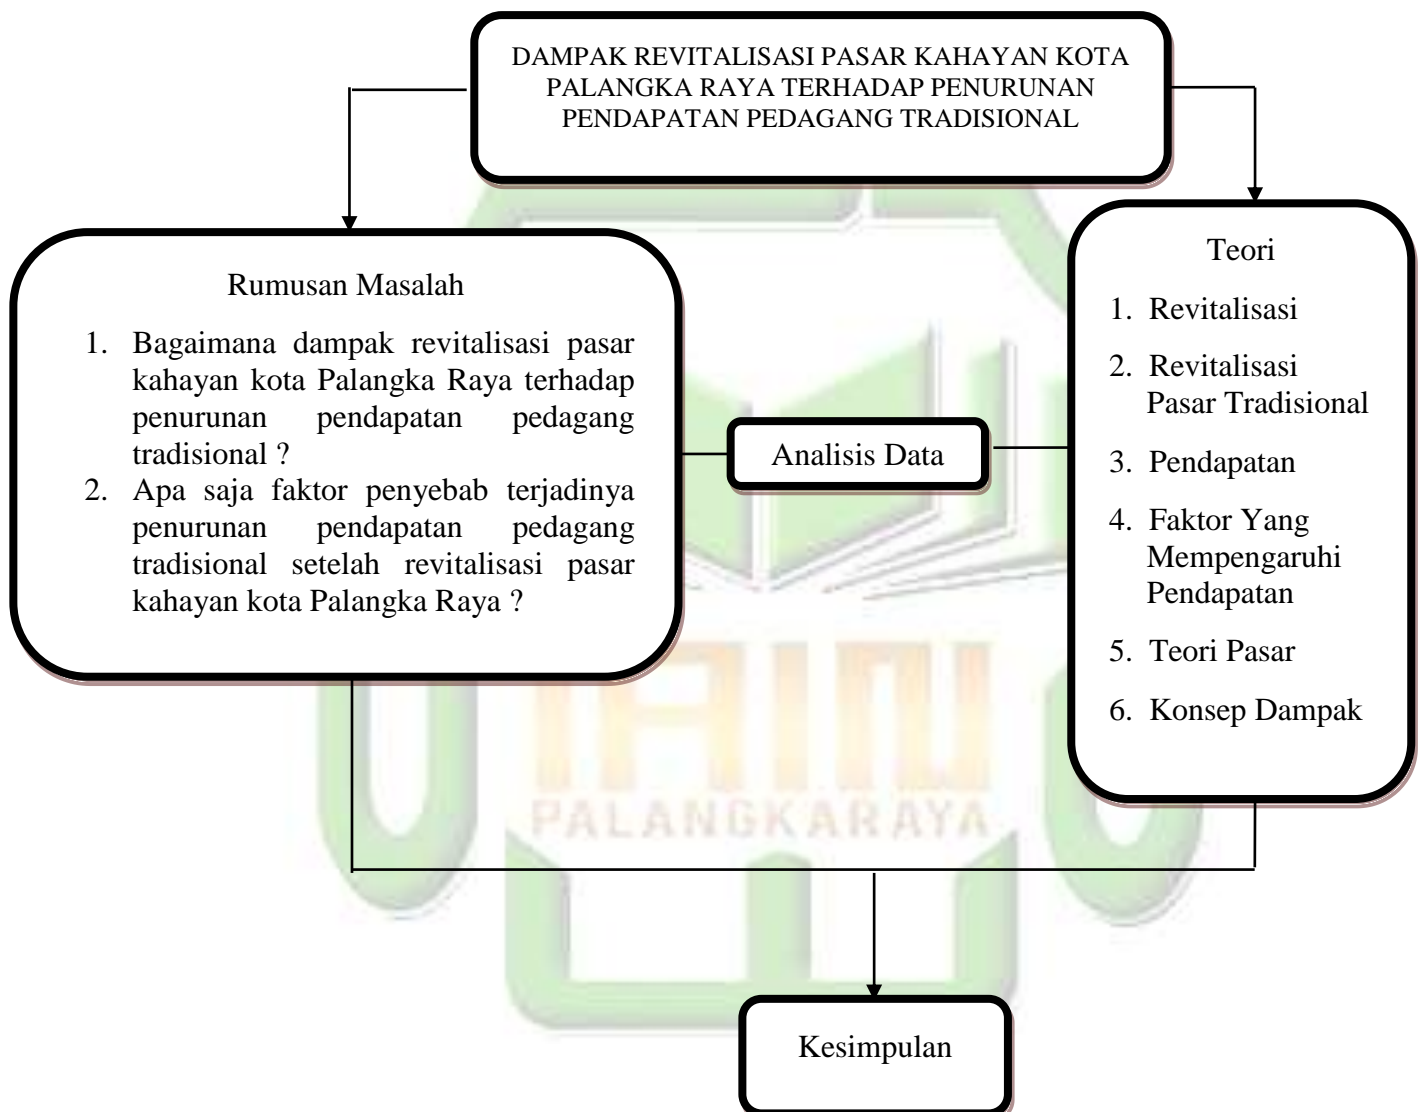 DAMPAK REVITALISASI PASAR KAHAYAN KOTA
PALANGKA RAYA TERHADAP PENURUNAN
PENDAPATAN PEDAGANG TRADISIONAL
Rumusan Masalah
1. Bagaimana dampak revitalisasi pasar
kahayan kota Palangka Raya terhadap
penurunan pendapatan pedagang
tradisional ?
2. Apa saja faktor penyebab terjadinya
penurunan pendapatan pedagang
tradisional setelah revitalisasi pasar
kahayan kota Palangka Raya ?
Analisis Data
Teori
1. Revitalisasi
2. Revitalisasi
Pasar Tradisional
3. Pendapatan
4. Faktor Yang
Mempengaruhi
Pendapatan
5. Teori Pasar
6. Konsep Dampak
IAIN
PALANGKARAYA
Kesimpulan